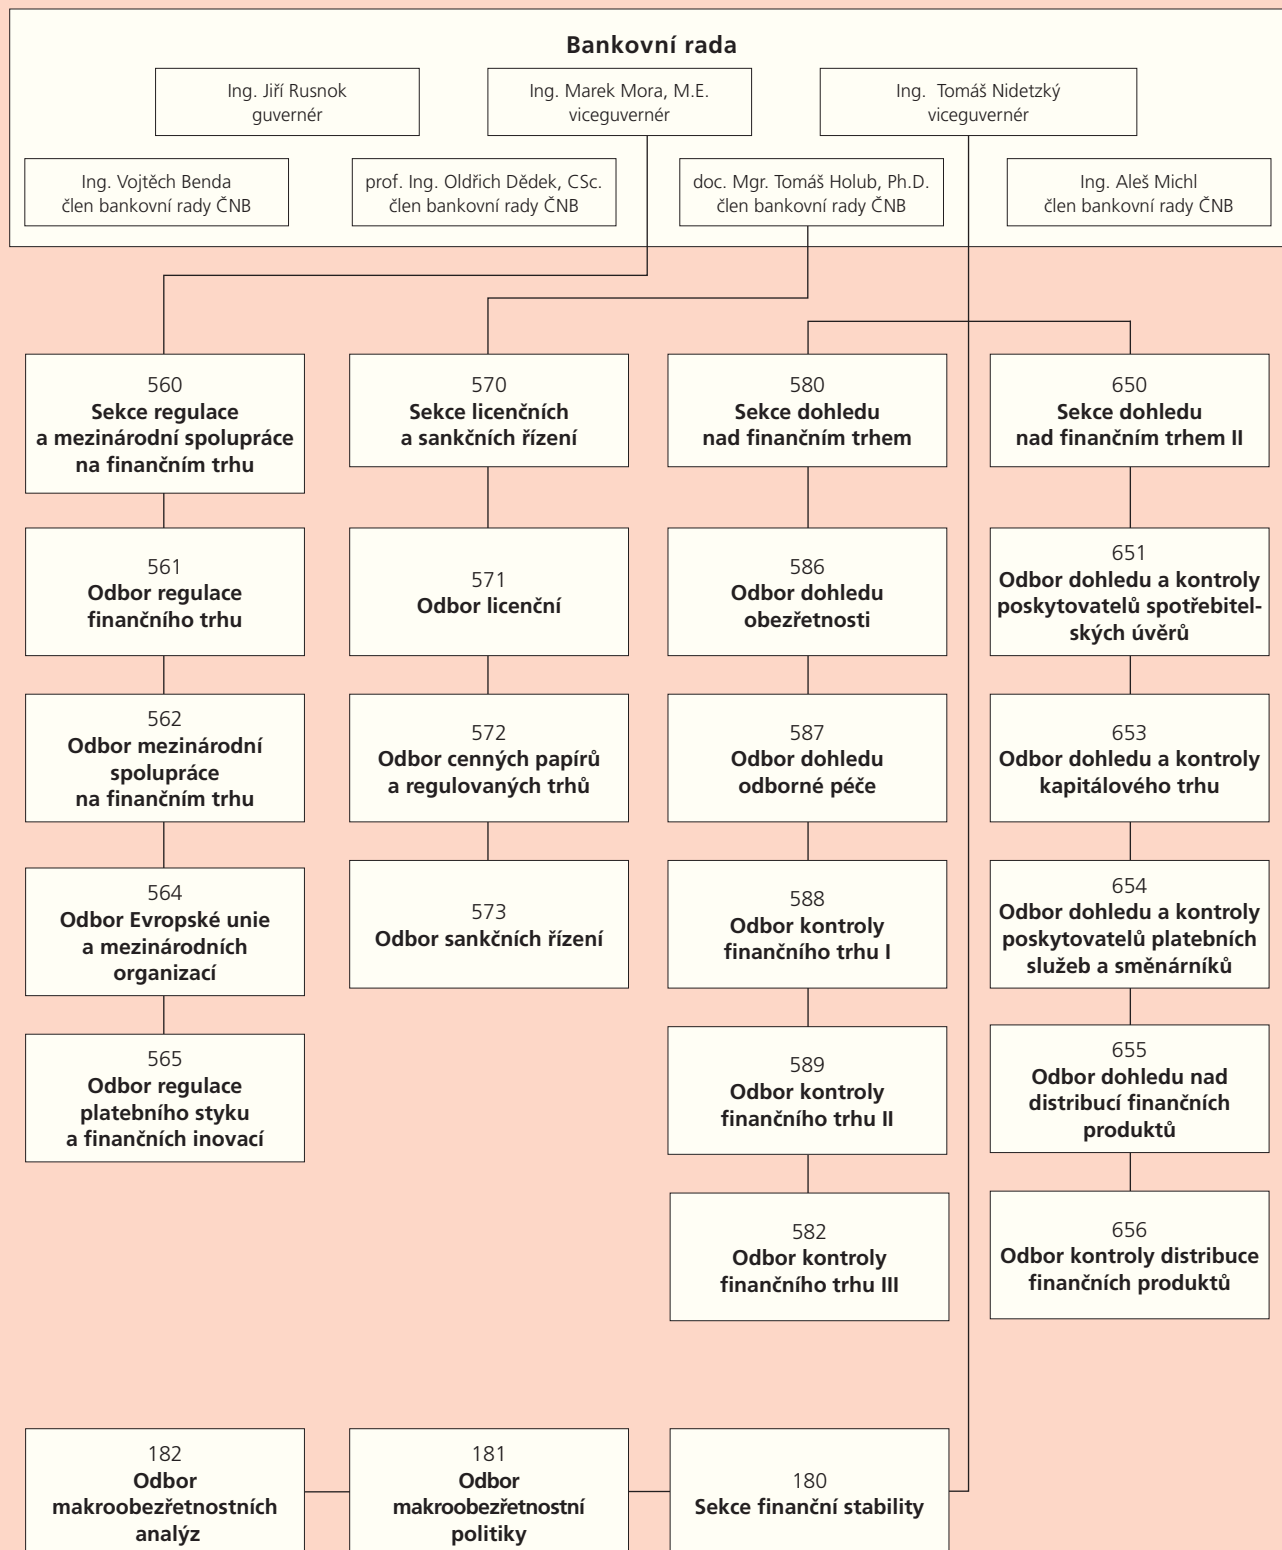 Bankovní rada
Ing. Jiří Rusnok
guvernér
Ing. Marek Mora, M.E.
viceguvernér
Ing. Tomáš Nidetzký
viceguvernér
Ing. Vojtěch Benda
člen bankovní rady ČNB
prof. Ing. Oldřich Dědek, CSc.
člen bankovní rady ČNB
doc. Mgr. Tomáš Holub, Ph.D.
člen bankovní rady ČNB
Ing. Aleš Michl
člen bankovní rady ČNB
560
Sekce regulace
a mezinárodní spolupráce
na finančním trhu
561
Odbor regulace
finančního trhu
562
Odbor mezinárodní
spolupráce
na finančním trhu
564
Odbor Evropské unie
a mezinárodních
organizací
565
Odbor regulace
platebního styku
a finančních inovací
570
Sekce licenčních
a sankčních řízení
571
Odbor licenční
572
Odbor cenných papírů
a regulovaných trhů
573
Odbor sankčních řízení
580
Sekce dohledu
nad finančním trhem
586
Odbor dohledu
obezřetnosti
587
Odbor dohledu
odborné péče
588
Odbor kontroly
finančního trhu I
589
Odbor kontroly
finančního trhu II
582
Odbor kontroly
finančního trhu III
650
Sekce dohledu
nad finančním trhem II
651
Odbor dohledu a kontroly
poskytovatelů spotřebitel-
ských úvěrů
653
Odbor dohledu a kontroly
kapitálového trhu
654
Odbor dohledu a kontroly
poskytovatelů platebních
služeb a směnárníků
655
Odbor dohledu nad
distribucí finančních
produktů
656
Odbor kontroly distribuce
finančních produktů
182
Odbor
makroobezřetnostních
analýz
181
Odbor
makroobezřetnostní
politiky
180
Sekce finanční stability